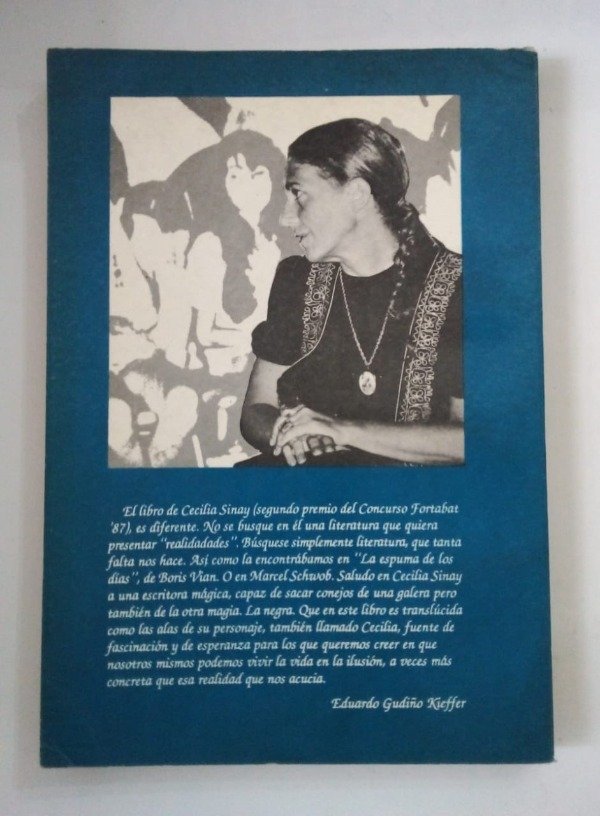 El libro de Cecilia Sinay (segundo premio del Concurso Fortabat
'87), es diferente. No se busque en él una literatura que quiera
presentar "realidadades". Búsquese simplemente literatura, que tanta
falta nos hace. Así como la encontrábamos en "La espuma de los
días", de Boris Vian. O en Marcel Schwob. Saludo en Cecilia Sinay
a una escritora mágica, capaz de sacar conejos de una galera pero
también de la otra magia. La negra. Que en este libro es translúcida
como las alas de su personaje, también llamado Cecilia, fuente de
fascinación y de esperanza para los que queremos creer en que
nosotros mismos podemos vivir la vida en la ilusión, a veces más
concreta que esa realidad que nos acucia.
Eduardo Gudiño Kieffer